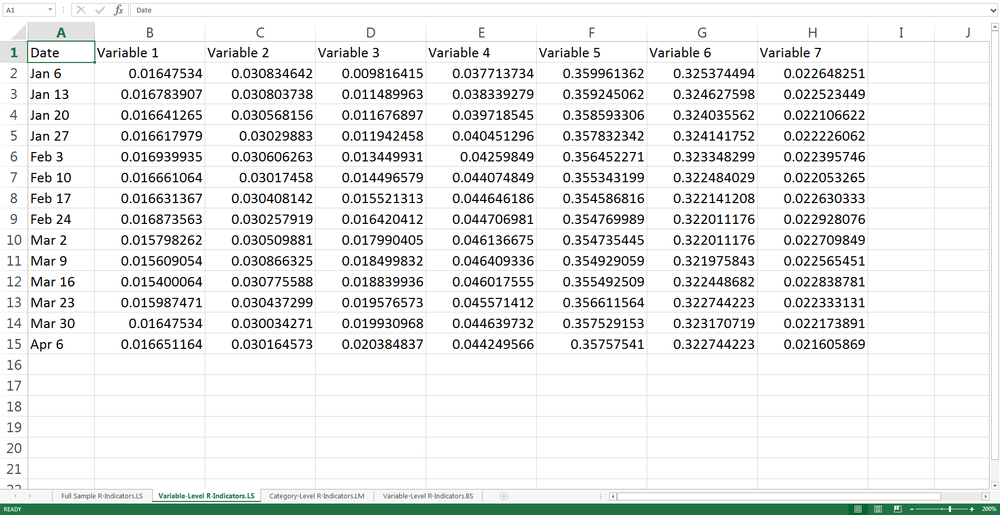 A1 fx Date
A B C D E F G H I J
1 Date Variable 1 Variable 2 Variable 3 Variable 4 Variable 5 Variable 6 Variable 7
2 Jan 6 0.01647534 0.030834642 0.009816415 0.037713734 0.359961362 0.325374494 0.022648251
3 Jan 13 0.016783907 0.030803738 0.011489963 0.038339279 0.359245062 0.324627598 0.022523449
4 Jan 20 0.016641265 0.030568156 0.011676897 0.039718545 0.358593306 0.324035562 0.022106622
5 Jan 27 0.016617979 0.03029883 0.011942458 0.040451296 0.357832342 0.324141752 0.022226062
6 Feb 3 0.016939935 0.030606263 0.013449931 0.04259849 0.356452271 0.323348299 0.022395746
7 Feb 10 0.016661064 0.03017458 0.014496579 0.044074849 0.355343199 0.322484029 0.022053265
8 Feb 17 0.016631367 0.030408142 0.015521313 0.044646186 0.354586816 0.322141208 0.022630333
9 Feb 24 0.016873563 0.030257919 0.016420412 0.044706981 0.354769989 0.322011176 0.022928076
10 Mar 2 0.015798262 0.030509881 0.017990405 0.046136675 0.354735445 0.322011176 0.022709849
11 Mar 9 0.015609054 0.030866325 0.018499832 0.046409336 0.354929059 0.321975843 0.022565451
12 Mar 16 0.015400064 0.030775588 0.018839936 0.046017555 0.355492509 0.322448682 0.022838781
13 Mar 23 0.015987471 0.030437299 0.019576573 0.045571412 0.356611564 0.322744223 0.022333131
14 Mar 30 0.01647534 0.030034271 0.019930968 0.044639732 0.357529153 0.323170719 0.022173891
15 Apr 6 0.016651164 0.030164573 0.020384837 0.044249566 0.35757541 0.322744223 0.021605869
16
17
18
19
20
21
22
Full Sample R-Indicators.LS Variable-Level R-Indicators.LS Category-Level R-Indicators.LM Variable-Level R-Indicators.BS
READY 200%